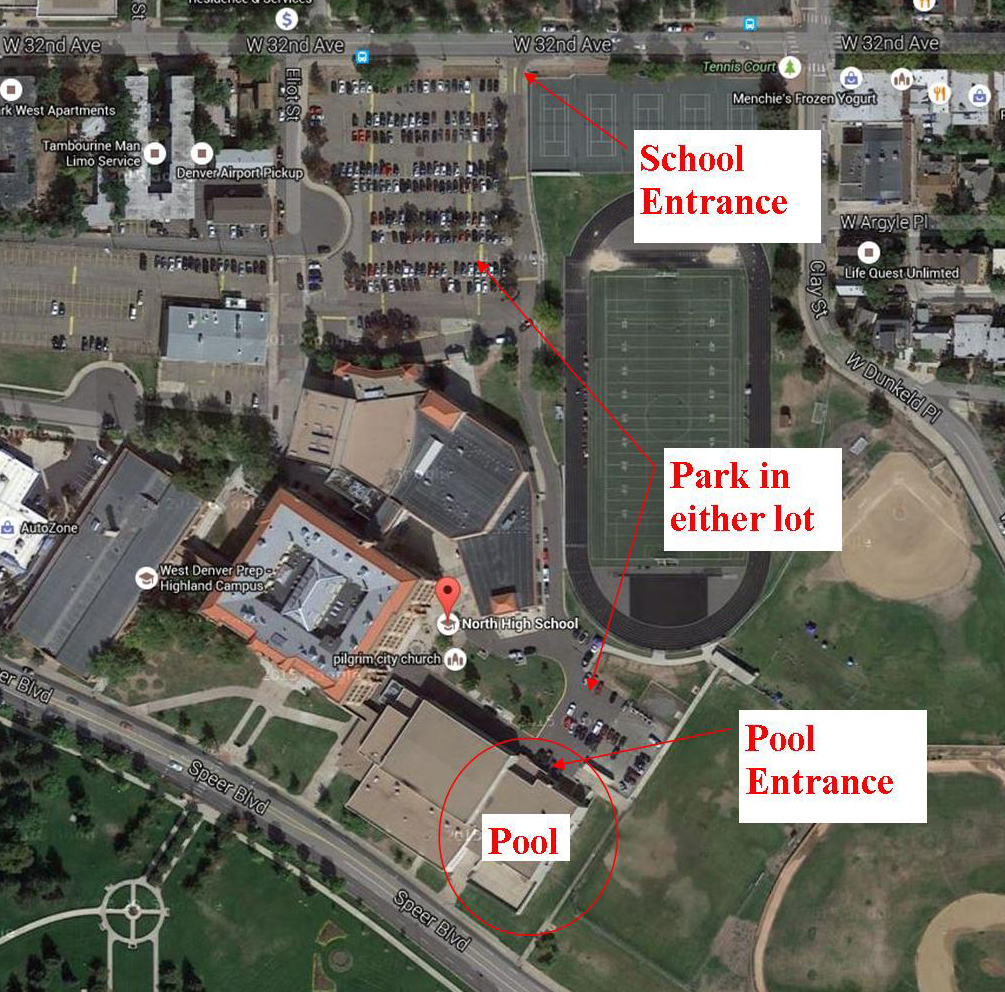 Residence & Services
St
W 32nd Ave
W 32nd Ave
W 32nd Ave
W 32nd Ave
Elliot St
Tennis Court
Menchie's Frozen Yogurt
rk West Apartments
Tambourine Man
Limo Service
Denver Airport Pickup
School
Entrance
W Argyle Pl
Life Quest Unlimted
Clay St
W Dunkeld Pl
Park in
either lot
AutoZone
West Denver Prep -
Highland Campus
North High School
pilgrim city church
er Blvd
Speer Blvd
Pool
Entrance
Pool
Speer Blvd